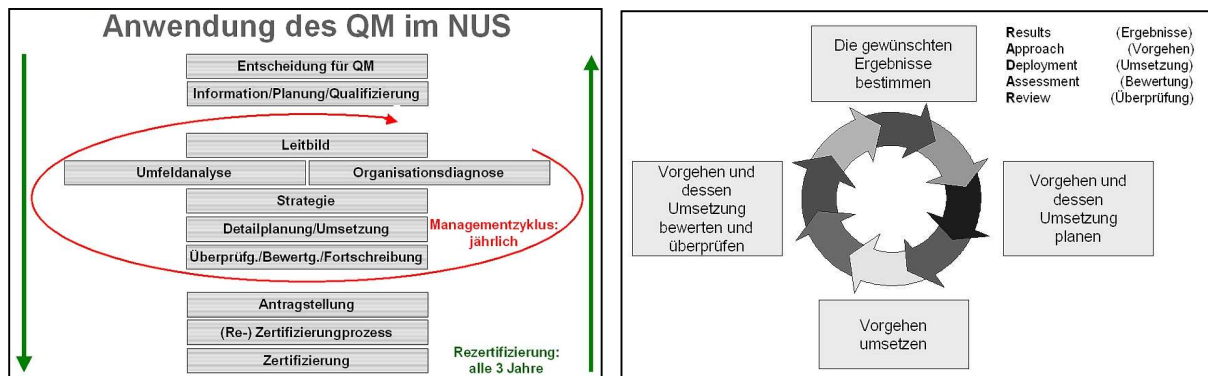 Anwendung des QM im NUS
Entscheidung für QM
Information/Planung/Qualifizierung
Leitbild
Umfeldanalyse
Organisationsdiagnose
Strategie
Detailplanung/Umsetzung
Managementzyklus:
jährlich
Überprüfg./Bewertg./Fortschreibung
Antragstellung
(Re-) Zertifizierungprozess
Zertifizierung
Rezertifizierung:
alle 3 Jahre
Die gewünschten
Ergebnisse
bestimmen
Results (Ergebnisse)
Approach (Vorgehen)
Deployment (Umsetzung)
Assessment (Bewertung)
Review (Überprüfung)
Vorgehen und
dessen
Umsetzung
bewerten und
überprüfen
Vorgehen und
dessen
Umsetzung
planen
Vorgehen
umsetzen